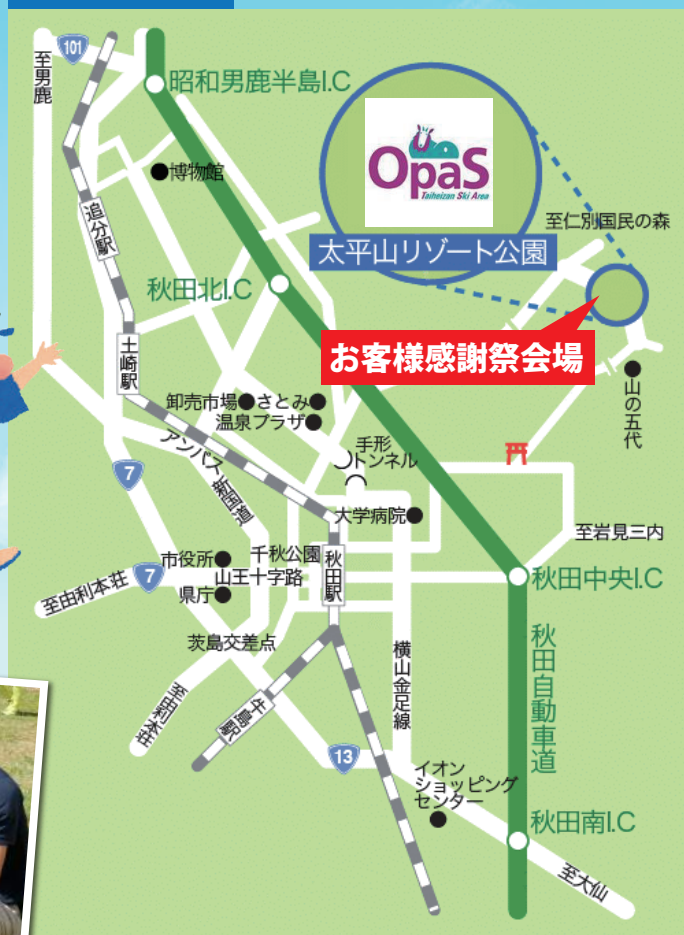 101
至男鹿
昭和男鹿半島I.C
博物館
OpaS
Taiheizan Ski Area
太平山リゾート公園
至仁別国民の森
追分駅
秋田北I.C
お客様感謝祭会場
土崎駅
山の五代
卸売市場
さとみ
温泉プラザ
手形
トンネル
アンバス新国道
7
大学病院
至岩見三内
市役所
千秋公園
秋田駅
7
山王十字路
県庁
至由利本荘
秋田中央I.C
茨島交差点
横山金足線
秋田自動車道
至由利本荘
牛島駅
13
イオン
ショッピング
センター
秋田南I.C
至大仙